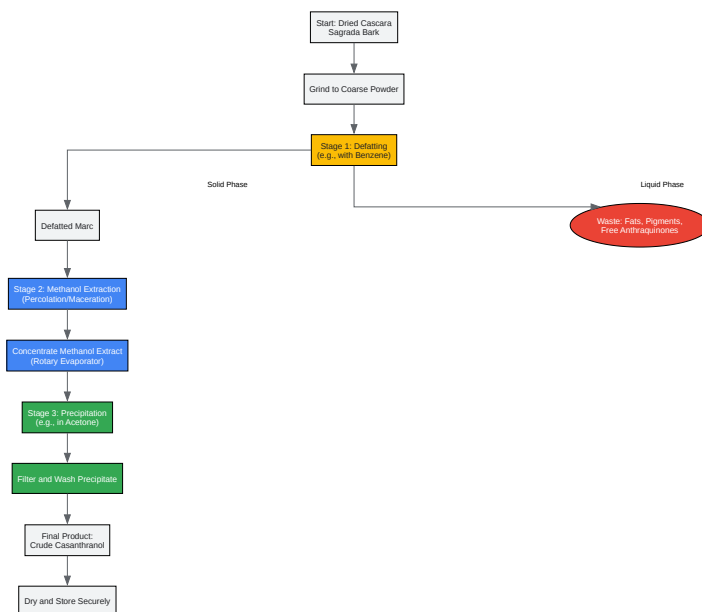 Start: Dried Cascara
Sagrada Bark
Grind to Coarse Powder
Stage 1: Defatting
(e.g., with Benzene)
Solid Phase
Liquid Phase
Defatted Marc
Waste: Fats, Pigments,
Free Anthraquinones
Stage 2: Methanol Extraction
(Percolation/Maceration)
Concentrate Methanol Extract
(Rotary Evaporator)
Stage 3: Precipitation
(e.g., in Acetone)
Filter and Wash Precipitate
Final Product:
Crude Casanthranol
Dry and Store Securely